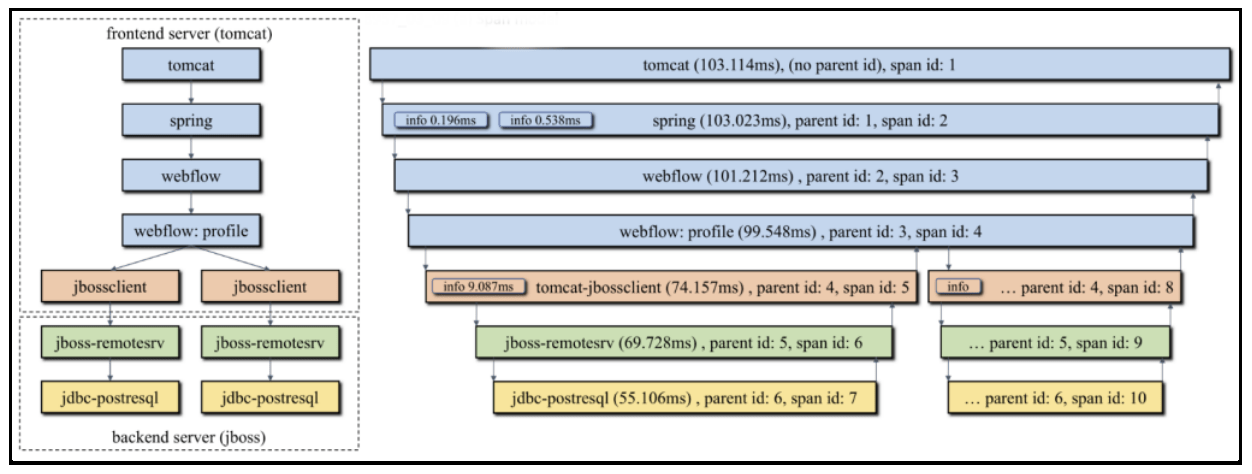 frontend server (tomcat)
tomcat
spring
webflow
webflow: profile
jbossclient
jbossclient
jboss-remotesrv
jboss-remotesrv
jdbc-postresql
jdbc-postresql
backend server (jboss)
tomcat (103.114ms), (no parent id), span id: 1
info 0.196ms
info 0.538ms
spring (103.023ms), parent id: 1, span id: 2
webflow (101.212ms) , parent id: 2, span id: 3
webflow: profile (99.548ms) , parent id: 3, span id: 4
info 9.087ms
tomcat-jbossclient (74.157ms) , parent id: 4, span id: 5
info
... parent id: 4, span id: 8
jboss-remotesrv (69.728ms) , parent id: 5, span id: 6
... parent id: 5, span id: 9
jdbc-postresql (55.106ms) , parent id: 6, span id: 7
... parent id: 6, span id: 10